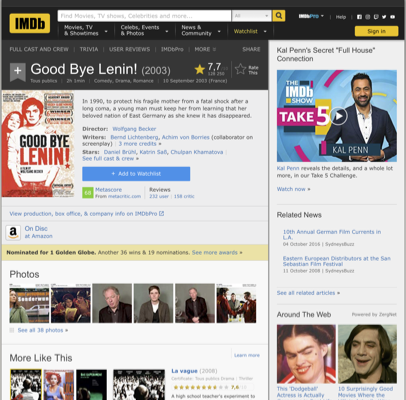 IMDb
Find Movies, TV shows, Celebrities and more...
All
IMDbPro
Help
Movies, TV
& Showtimes
Celebs, Events
& Photos
News &
Community
Watchlist
Sign in
FULL CAST AND CREW | TRIVIA | USER REVIEWS | IMDbPro | MORE
SHARE
Good Bye Lenin! (2003)
7,7
Rate
This
Tous publics | 2h 1min | Comedy, Drama, Romance | 10 September 2003 (France)
GOOD
BYE
LENIN!
In 1990, to protect his fragile mother from a fatal shock after a
long coma, a young man must keep her from learning that her
beloved nation of East Germany as she knew it has disappeared.
Director: Wolfgang Becker
Writers: Bernd Lichtenberg, Achim von Borries (collaborator on
screenplay) | 3 more credits »
Stars: Daniel Brühl, Katrin Saß, Chulpan Khamatova |
See full cast & crew »
+ Add to Watchlist
68
Metascore
From metacritic.com
Reviews
232 user | 156 critic
View production, box office, & company info on IMDbPro
a
On Disc
at Amazon
Nominated for 1 Golden Globe. Another 36 wins & 19 nominations. See more awards »
Photos
See all 38 photos »
More Like This
Learn more
La vague (2008)
Certificate: Tous publics Drama | Thriller
7,6
A high school teacher's experiment to
Kal Penn's Secret "Full House"
Connection
THE
IMDb
SHOW
TAKE 5
KAL PENN
Kal Penn reveals the details, and a whole lot
more, in our Take 5 Challenge.
Watch now »
Related News
10th Annual German Film Currents in
L.A.
04 October 2016 | SydneysBuzz
Eastern European Distributors at the San
Sebastian Film Festival
11 October 2008 | SydneysBuzz
See all related articles »
Around The Web
Powered by ZergNet
This 'Dodgeball'
Actress is Actually
10 Surprisingly Good
Movies Where the